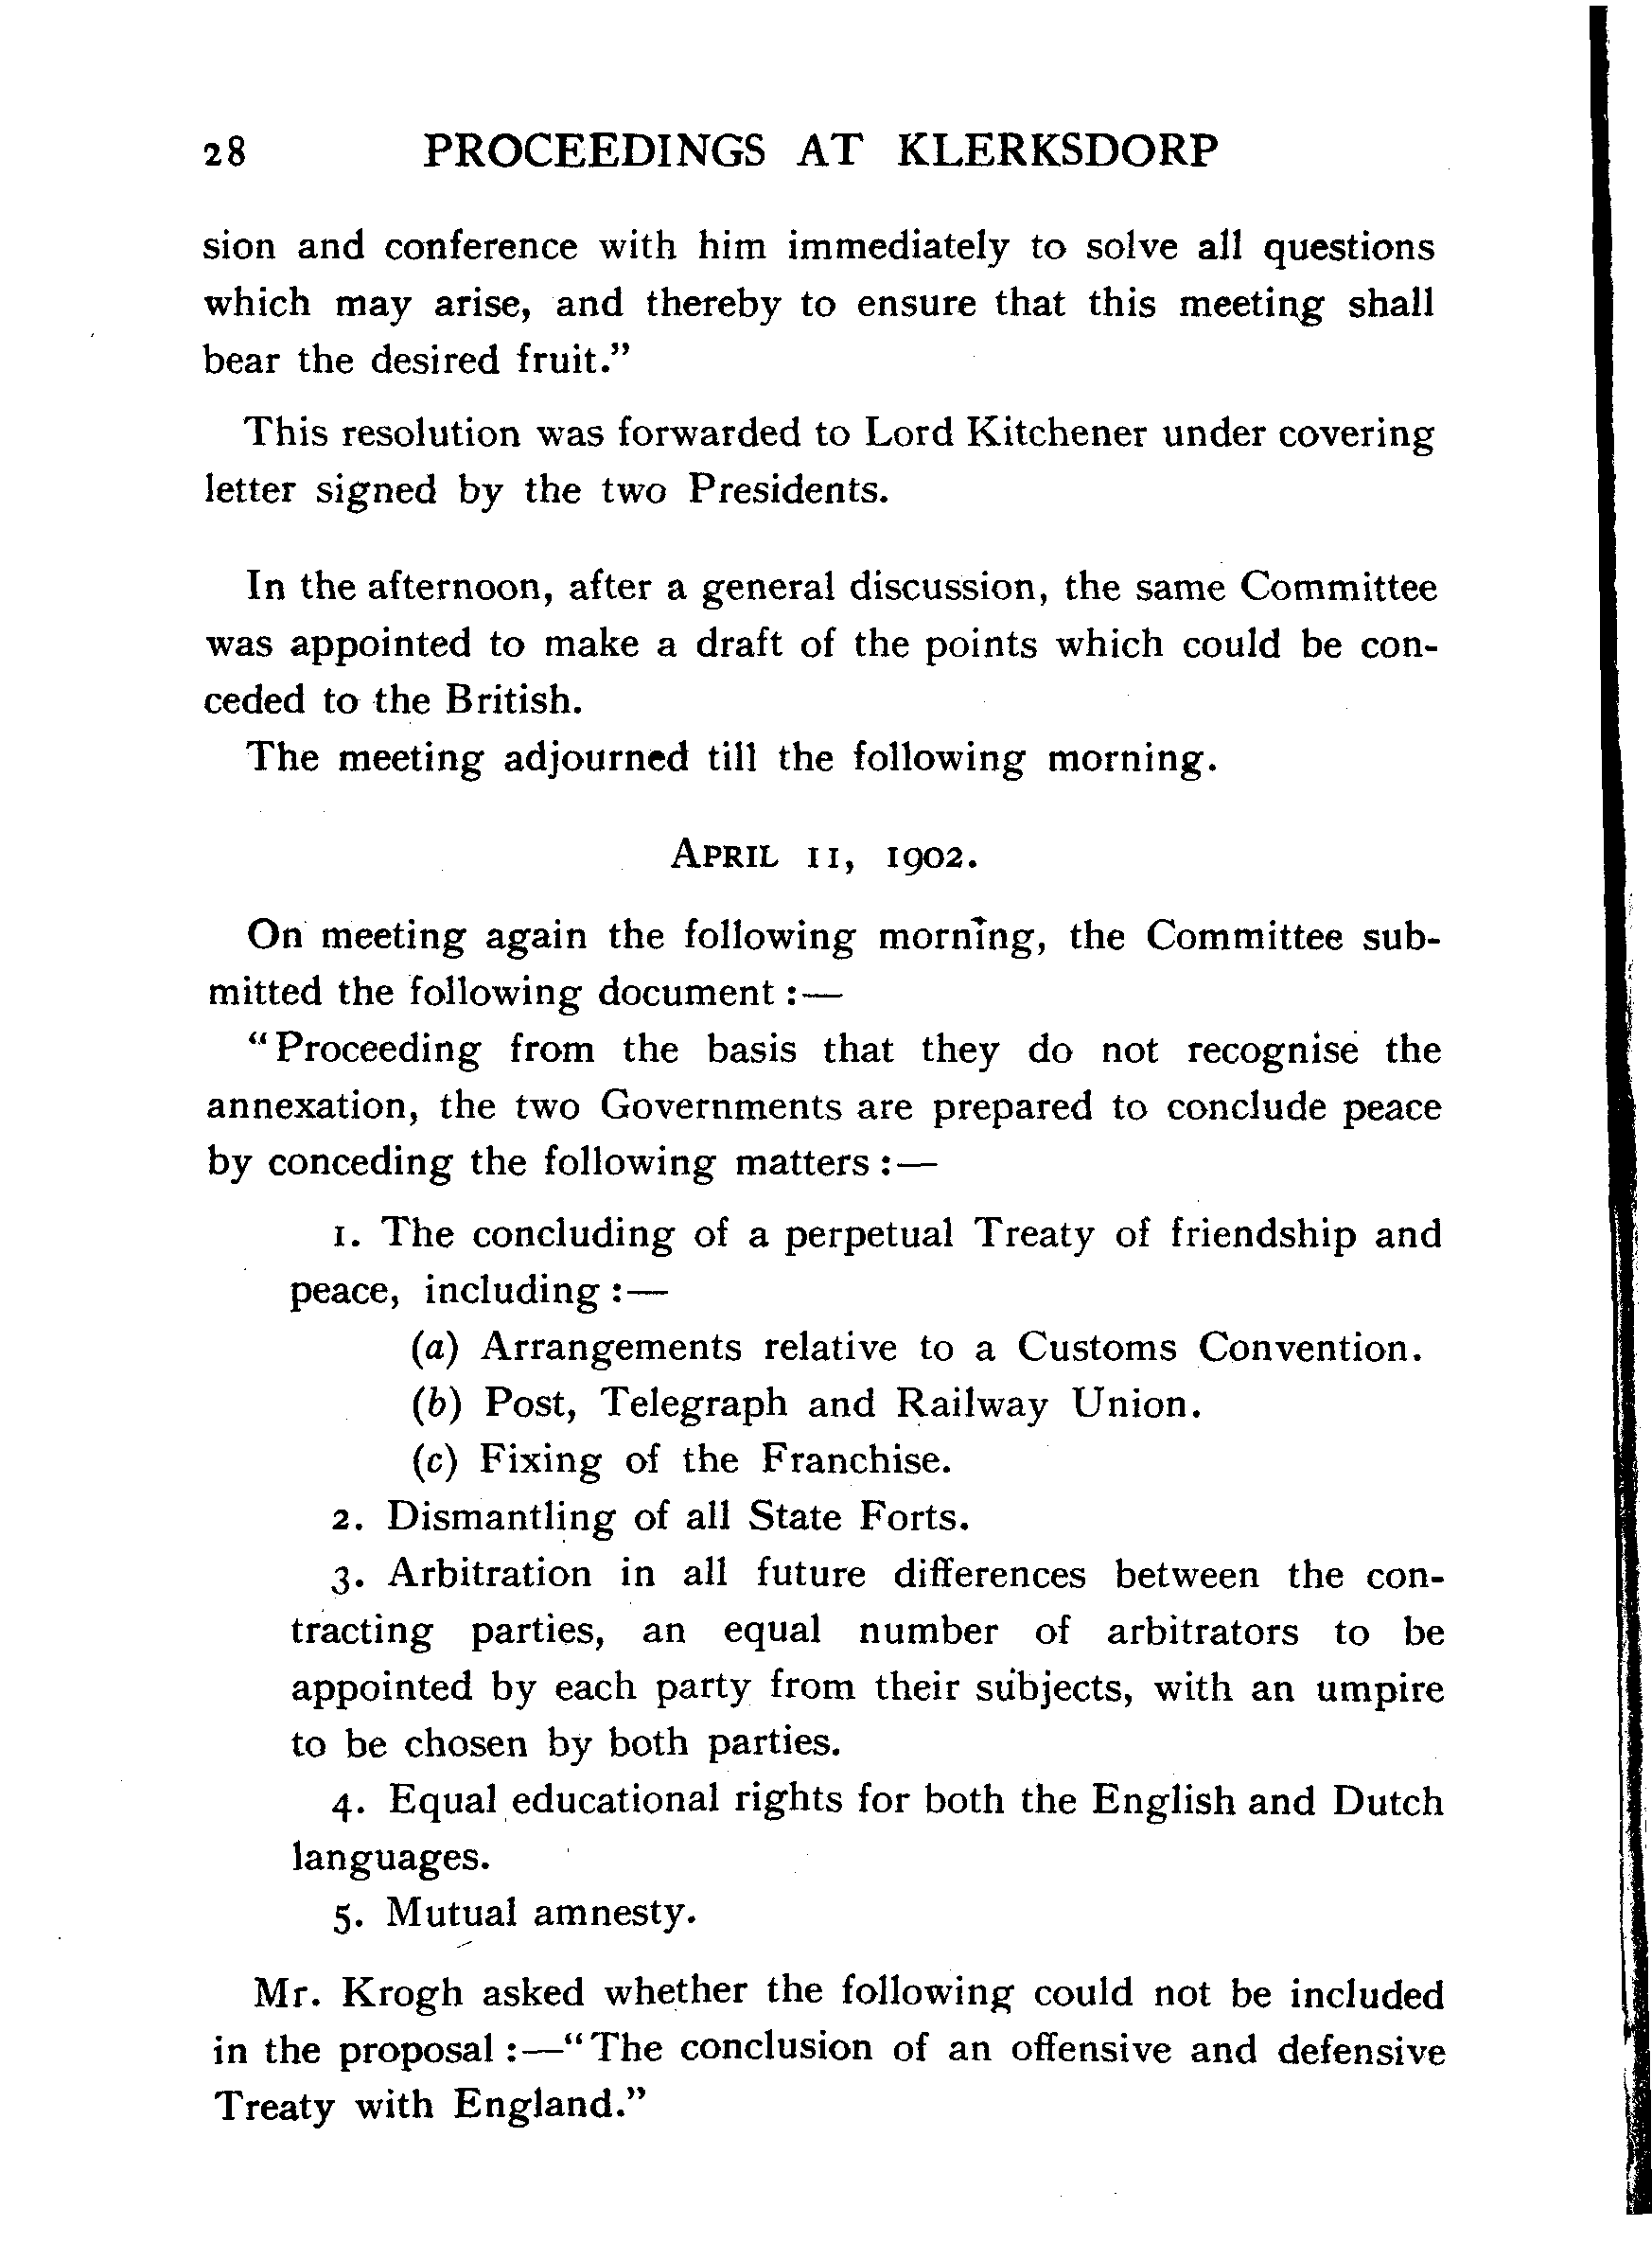 28 PROCEEDINGS AT KLERKSDORP
sion and conference with him immediately to solve all questions
which may arise, and thereby to ensure that this meeting shall
bear the desired fruit.”
This resolution was forwarded to Lord Kitchener under covering
letter signed by the two Presidents.
In the afternoon, after a general discussion, the same Committee
was appointed to make a draft of the points which could be con-
ceded to the British.
The meeting adjourned till the following morning.
APRIL 11, 1902.
On meeting again the following morning, the Committee sub-
mitted the following document :—
“Proceeding from the basis that they do not recognise the
annexation, the two Governments are prepared to conclude peace
by conceding the following matters :—
1. The concluding of a perpetual Treaty of friendship and
peace, including :—
(a) Arrangements relative to a Customs Convention.
(b) Post, Telegraph and Railway Union.
(c) Fixing of the Franchise.
2. Dismantling of all State Forts.
3. Arbitration in all future differences between the con-
tracting parties, an equal number of arbitrators to be
appointed by each party from their subjects, with an umpire
to be chosen by both parties.
4. Equal educational rights for both the English and Dutch
languages.
5. Mutual amnesty.
Mr. Krogh asked whether the following could not be included
in the proposal :—“The conclusion of an offensive and defensive
Treaty with England.”